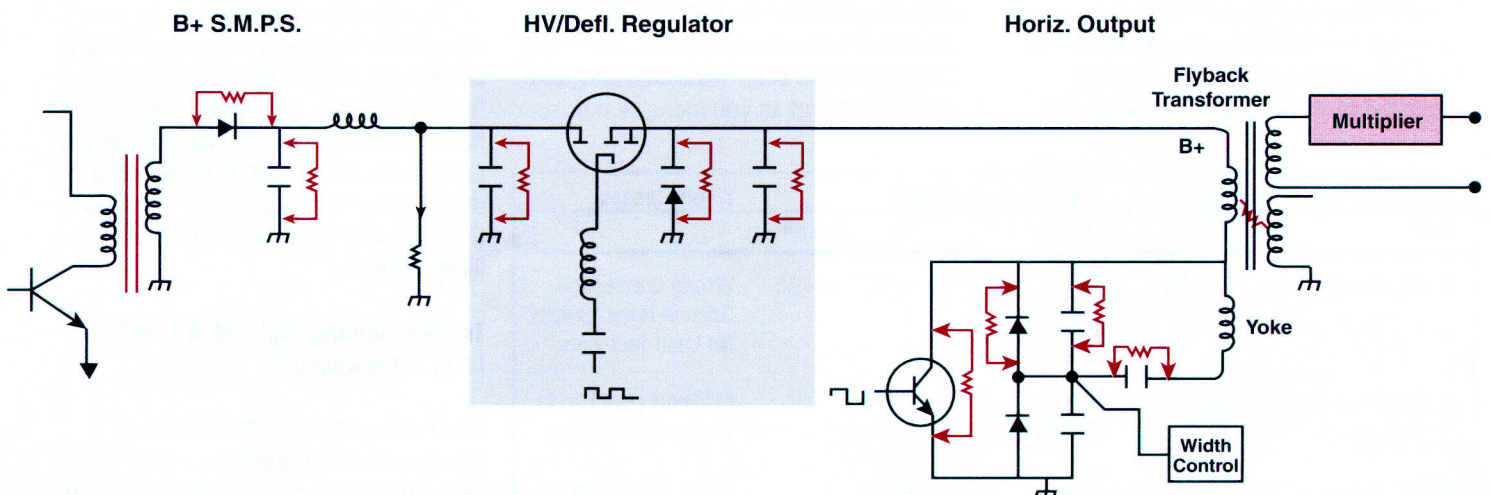 B+ S.M.P.S.
HV/Defl. Regulator
Horiz. Output
Flyback
Transformer
Multiplier
B+
Yoke
Width
Control